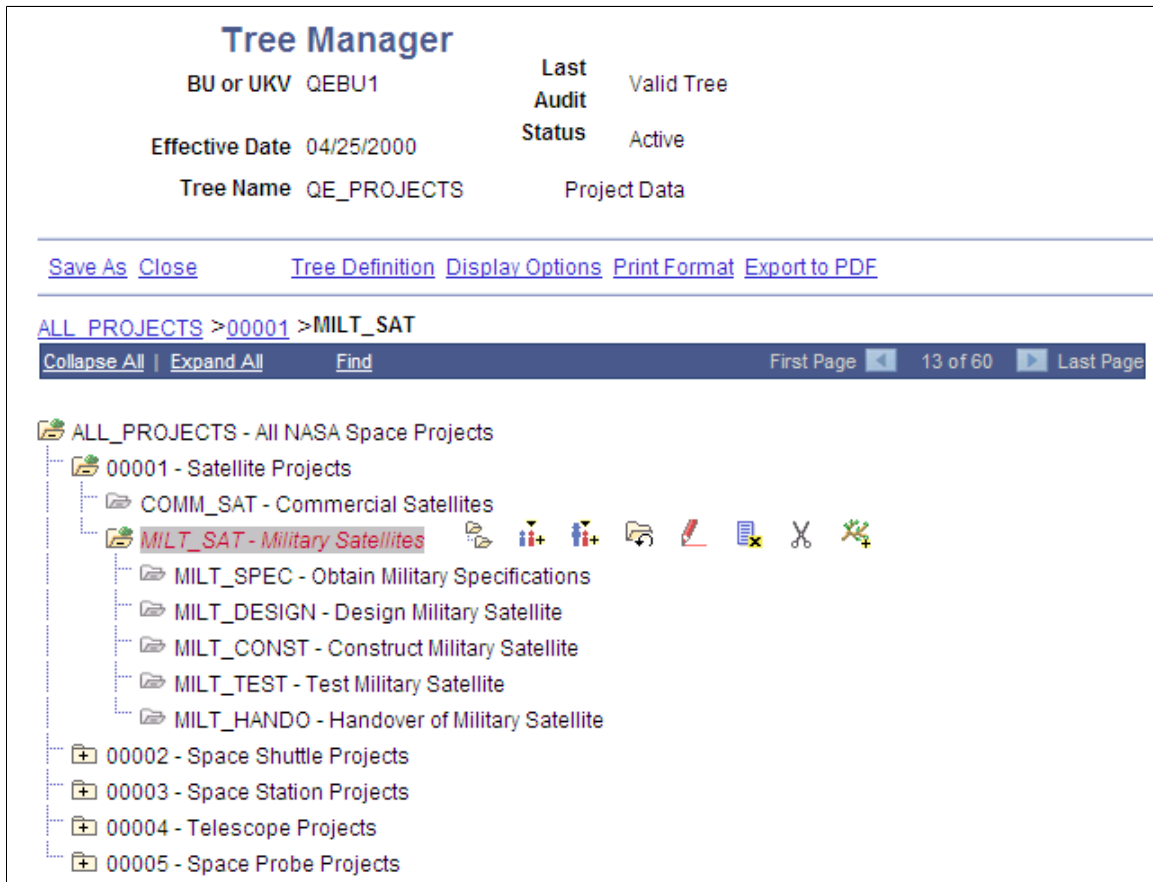 Tree Manager
BU or UKV QEBU1 Last Audit Valid Tree
Effective Date 04/25/2000 Status Active
Tree Name QE_PROJECTS Project Data
Save As Close Tree Definition Display Options Print Format Export to PDF
ALL_PROJECTS >00001 >MILT_SAT
Collapse All | Expand All Find First Page 13 of 60 Last Page
ALL_PROJECTS - All NASA Space Projects
00001 - Satellite Projects
COMM_SAT - Commercial Satellites
MILT_SAT - Military Satellites
MILT_SPEC - Obtain Military Specifications
MILT_DESIGN - Design Military Satellite
MILT_CONST - Construct Military Satellite
MILT_TEST - Test Military Satellite
MILT_HANDO - Handover of Military Satellite
00002 - Space Shuttle Projects
00003 - Space Station Projects
00004 - Telescope Projects
00005 - Space Probe Projects